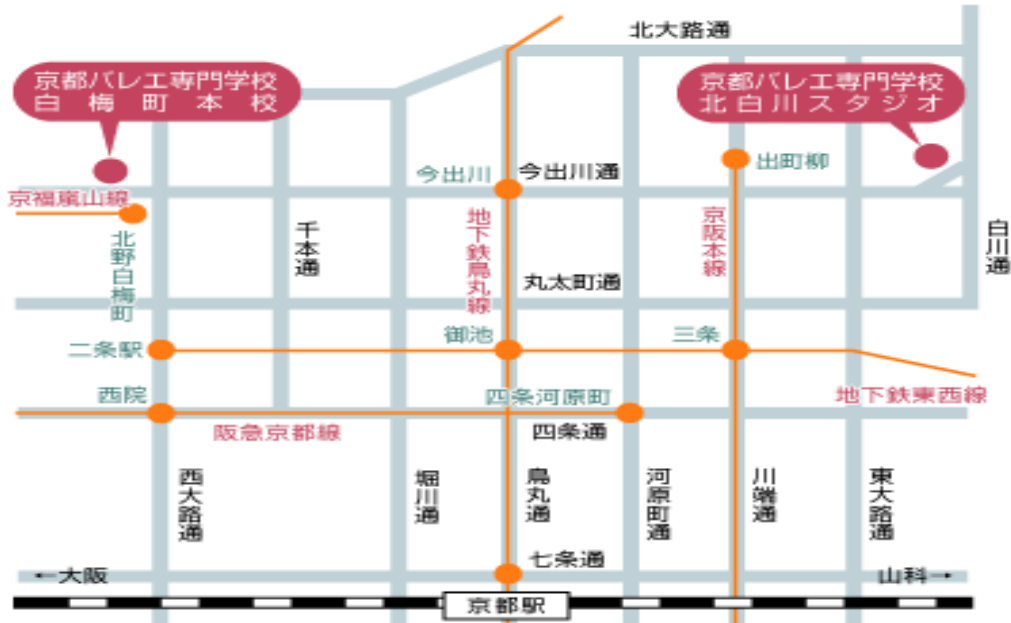 北大路通
京都バレエ専門学校
白梅町本校
京都バレエ専門学校
北白川スタジオ
出町柳
今出川
今出川通
京福嵐山線
北野白梅町
千本通
地下鉄烏丸線
京阪本線
白川通
丸太町通
二条駅
御池
三条
西院
四条河原町
地下鉄東西線
阪急京都線
四条通
西大路通
堀川通
烏丸通
河原町通
川端通
東大路通
七条通
←大阪
山科→
京都駅